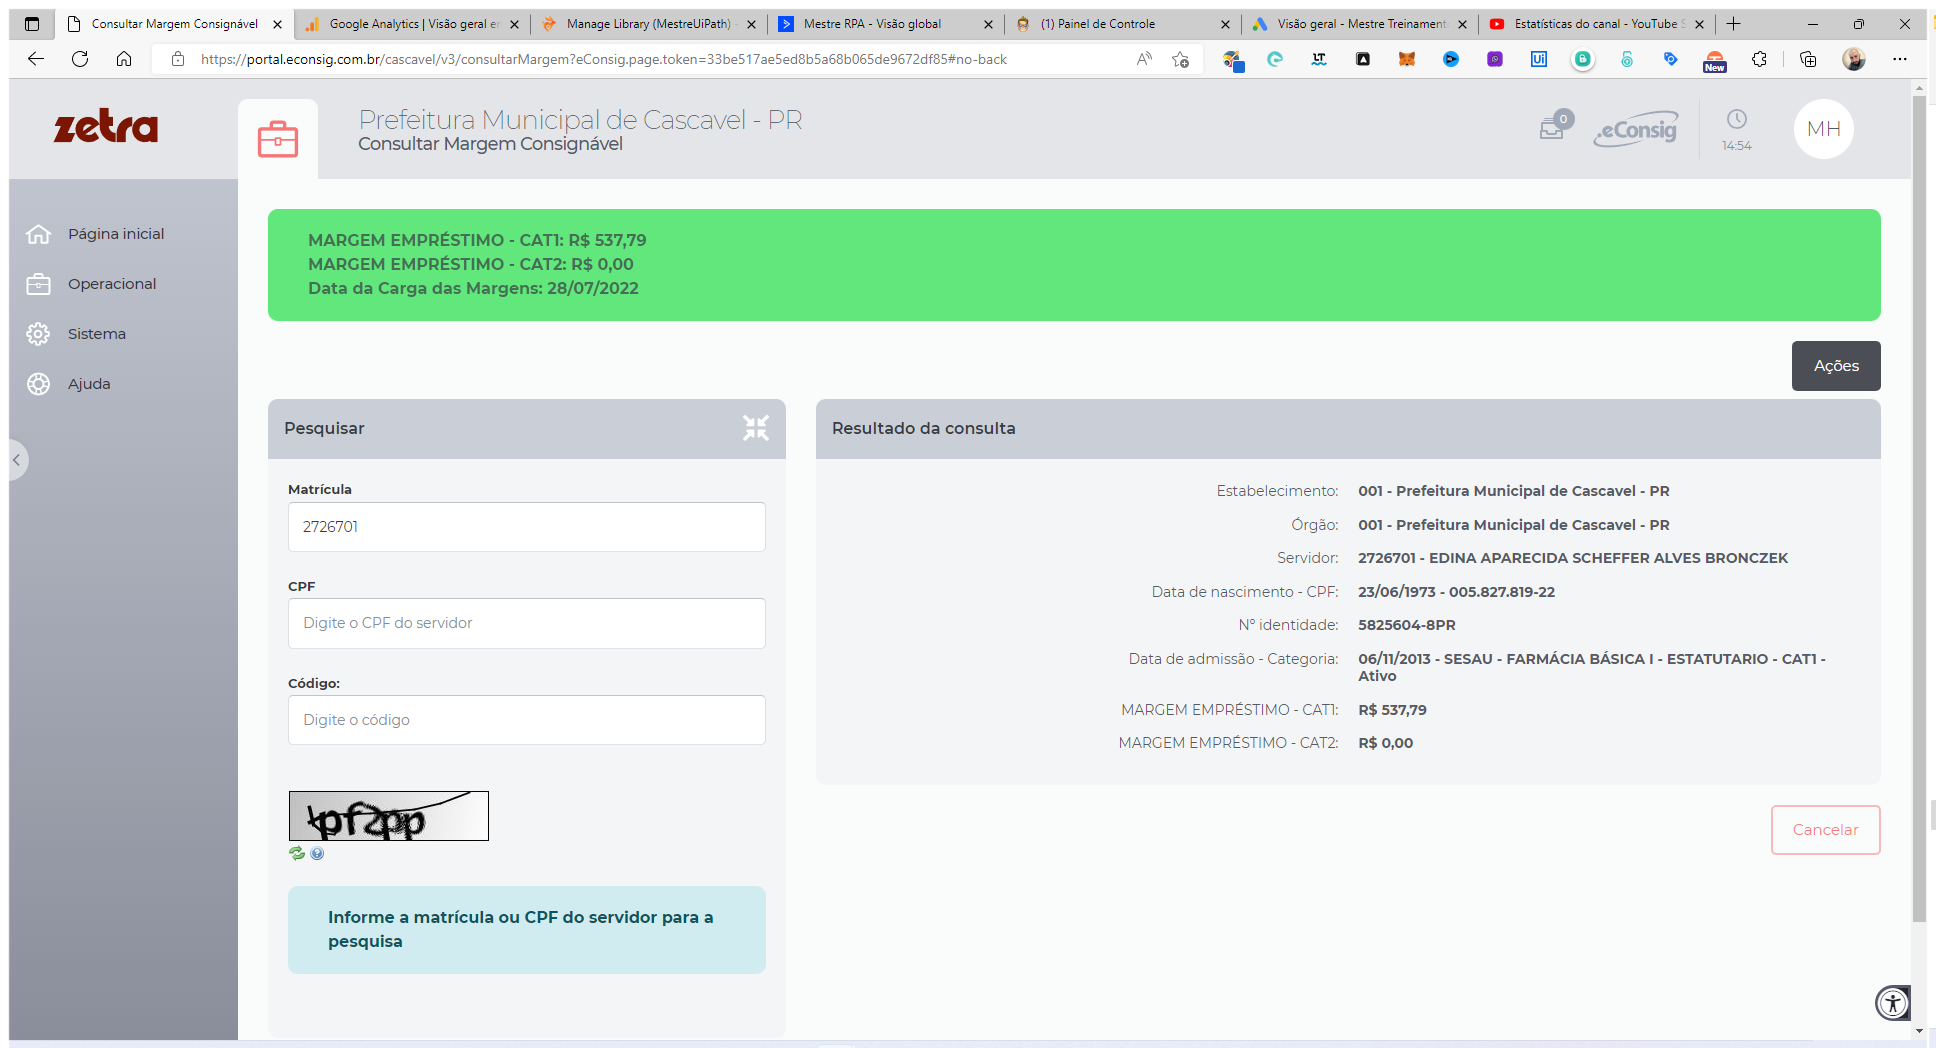 Consultar Margem Consignável
Google Analytics | Visão geral em
Manage Library (MestreUiPath) -
Mestre RPA - Visão global
(1) Painel de Controle
Visão geral - Mestre Treinament
Estatísticas do canal - YouTube S
https://portal.econsig.com.br/cascavel/v3/consultarMargem?eConsig.page.token=33be517ae5ed8b5a68b065de9672df85#no-back
LT
Ui
New
zetra
Prefeitura Municipal de Cascavel - PR
Consultar Margem Consignável
0
.eConsig
14:54
MH
Página inicial
Operacional
Sistema
Ajuda
MARGEM EMPRÉSTIMO - CAT1: R$ 537,79
MARGEM EMPRÉSTIMO - CAT2: R$ 0,00
Data da Carga das Margens: 28/07/2022
Ações
Pesquisar
Matrícula
2726701
CPF
Digite o CPF do servidor
Código:
Digite o código
Informe a matrícula ou CPF do servidor para a
pesquisa
Resultado da consulta
Estabelecimento: 001 - Prefeitura Municipal de Cascavel - PR
Órgão: 001 - Prefeitura Municipal de Cascavel - PR
Servidor: 2726701 - EDINA APARECIDA SCHEFFER ALVES BRONCZEK
Data de nascimento - CPF: 23/06/1973 - 005.827.819-22
Nº identidade: 5825604-8PR
Data de admissão - Categoria: 06/11/2013 - SESAU - FARMÁCIA BÁSICA I - ESTATUTARIO - CAT1 -
Ativo
MARGEM EMPRÉSTIMO - CAT1: R$ 537,79
MARGEM EMPRÉSTIMO - CAT2: R$ 0,00
Cancelar